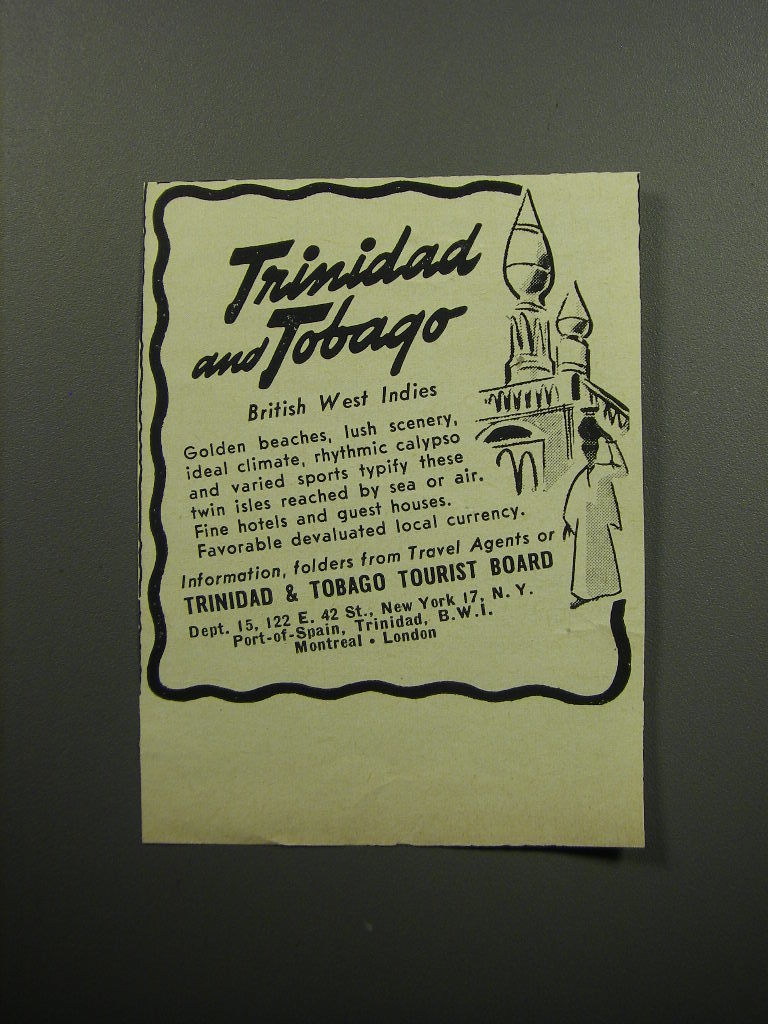 Trinidad
and Tobago
British West Indies
Golden beaches, lush scenery,
ideal climate, rhythmic calypso
and varied sports typify these
twin isles reached by sea or air.
Fine hotels and guest houses.
Favorable devaluated local currency.
Information, folders from Travel Agents or
TRINIDAD & TOBAGO TOURIST BOARD
Dept. 15, 122 E. 42 St., New York 17, N. Y.
Port-of-Spain, Trinidad, B.W.I.
Montreal • London